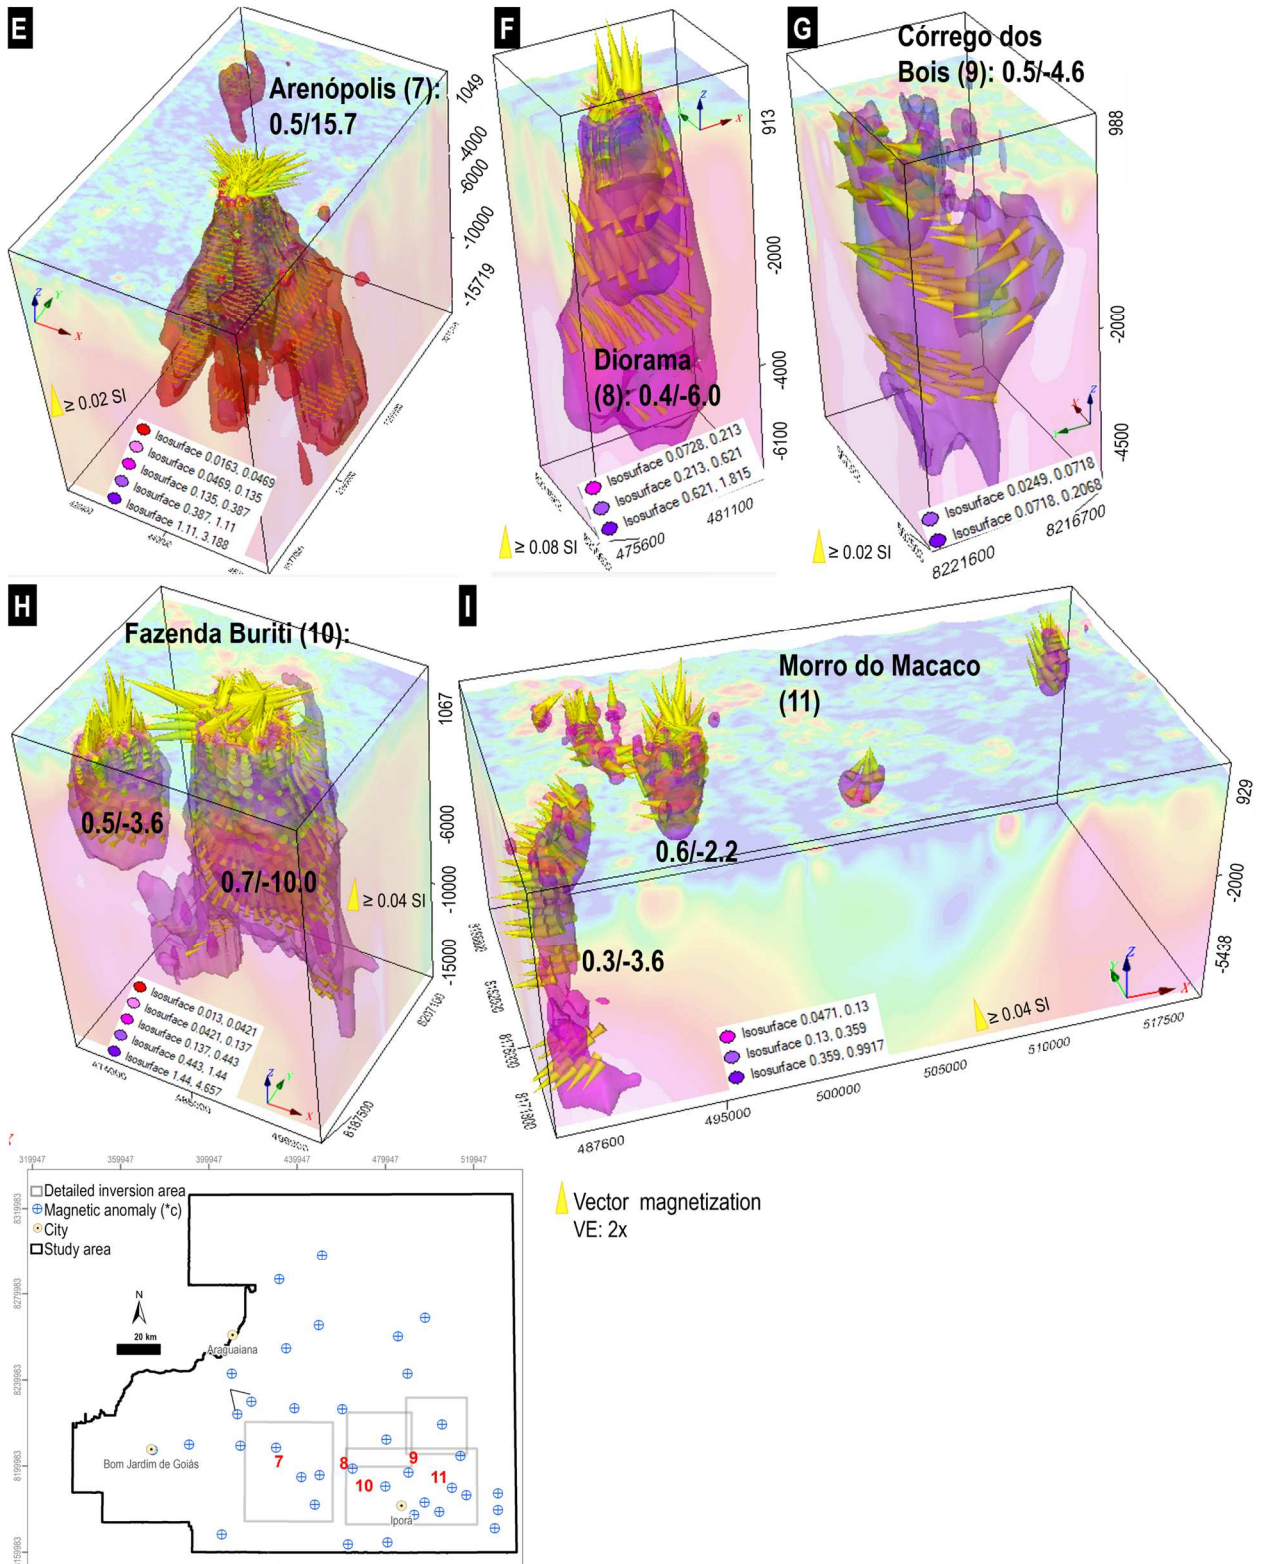 E
Arenópolis (7):
0.5/15.7
1049
-4000
-6000
-10000
-15719
Z
Y
X
≥ 0.02 SI
Isosurface 0.0163, 0.0469
Isosurface 0.0469, 0.135
Isosurface 0.135, 0.387
Isosurface 0.387, 1.11
Isosurface 1.11, 3.188
F
Z
X
913
-2000
-4000
-6100
Diorama
(8): 0.4/-6.0
Isosurface 0.0728, 0.213
Isosurface 0.213, 0.621
Isosurface 0.621, 1.815
≥ 0.08 SI
475600
481100
G
Córrego dos
Bois (9): 0.5/-4.6
988
-2000
-4500
Z
X
Y
Isosurface 0.0249, 0.0718
Isosurface 0.0718, 0.2068
≥ 0.02 SI
8221600
8216700
H
Fazenda Buriti (10):
1067
-6000
-10000
-15000
0.5/-3.6
0.7/-10.0
≥ 0.04 SI
Isosurface 0.013, 0.0421
Isosurface 0.0421, 0.137
Isosurface 0.137, 0.443
Isosurface 0.443, 1.44
Isosurface 1.44, 4.657
Z
Y
X
8207100
8187500
I
Morro do Macaco
(11)
929
-2000
-5438
0.6/-2.2
0.3/-3.6
Isosurface 0.0471, 0.13
Isosurface 0.13, 0.359
Isosurface 0.359, 0.9917
≥ 0.04 SI
Z
Y
X
8171800
487600
495000
500000
505000
510000
517500
319947
359947
399947
439947
479947
519947
Detailed inversion area
Magnetic anomaly (*c)
City
Study area
8319983
8279983
8239983
8199983
N
20 km
Araguaiana
Bom Jardim de Goiás
7
8
9
10
11
Iporá
Vector magnetization
VE: 2x